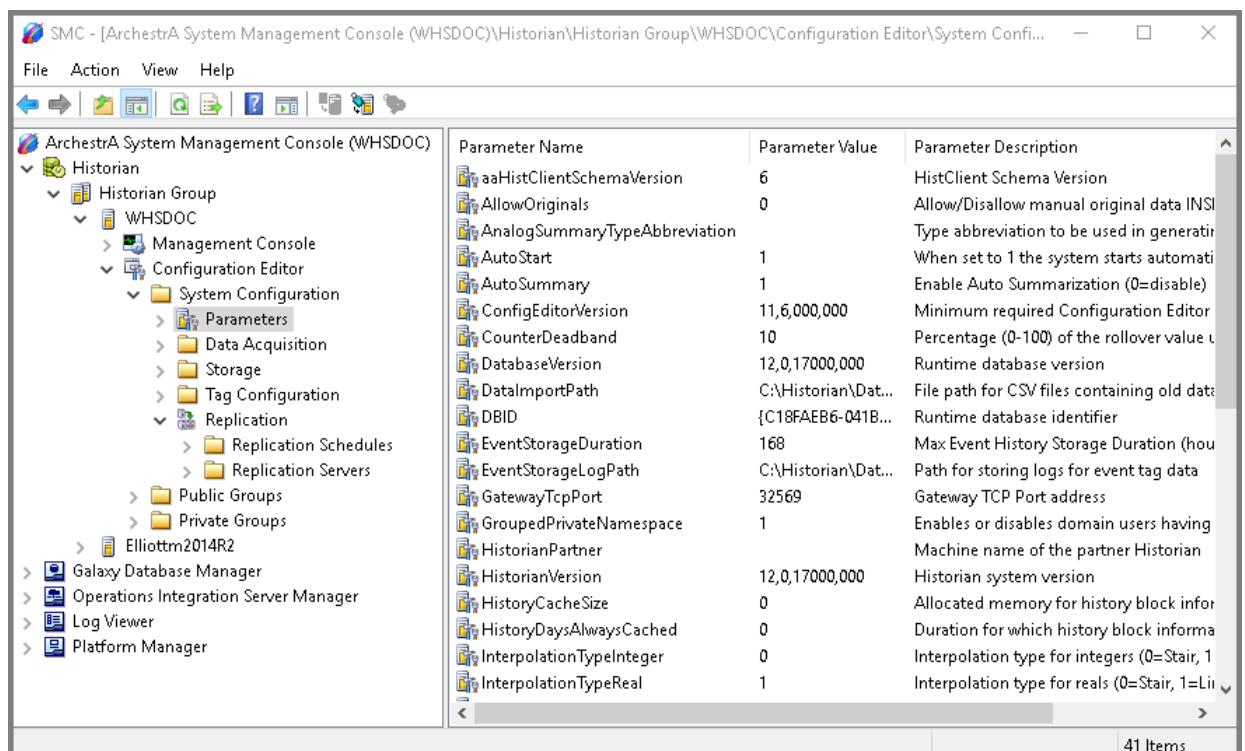 SMC - [ArchestrA System Management Console (WHSDOC)\Historian\Historian Group\WHSDOC\Configuration Editor\System Confi...
File Action View Help
ArchestrA System Management Console (WHSDOC)
Historian
Historian Group
WHSDOC
Management Console
Configuration Editor
System Configuration
Parameters
Data Acquisition
Storage
Tag Configuration
Replication
Replication Schedules
Replication Servers
Public Groups
Private Groups
Elliottm2014R2
Galaxy Database Manager
Operations Integration Server Manager
Log Viewer
Platform Manager
Parameter Name Parameter Value Parameter Description
aaHistClientSchemaVersion 6 HistClient Schema Version
AllowOriginals 0 Allow/Disallow manual original data INSI
AnalogSummaryTypeAbbreviation Type abbreviation to be used in generatin
AutoStart 1 When set to 1 the system starts automati
AutoSummary 1 Enable Auto Summarization (0=disable)
ConfigEditorVersion 11,6,000,000 Minimum required Configuration Editor
CounterDeadband 10 Percentage (0-100) of the rollover value u
DatabaseVersion 12,0,17000,000 Runtime database version
DataImportPath C:\Historian\Dat... File path for CSV files containing old data
DBID {C18FAEB6-041B... Runtime database identifier
EventStorageDuration 168 Max Event History Storage Duration (hou
EventStorageLogPath C:\Historian\Dat... Path for storing logs for event tag data
GatewayTcpPort 32569 Gateway TCP Port address
GroupedPrivateNamespace 1 Enables or disables domain users having
HistorianPartner Machine name of the partner Historian
HistorianVersion 12,0,17000,000 Historian system version
HistoryCacheSize 0 Allocated memory for history block infor
HistoryDaysAlwaysCached 0 Duration for which history block informa
InterpolationTypeInteger 0 Interpolation type for integers (0=Stair, 1
InterpolationTypeReal 1 Interpolation type for reals (0=Stair, 1=Lin
41 Items